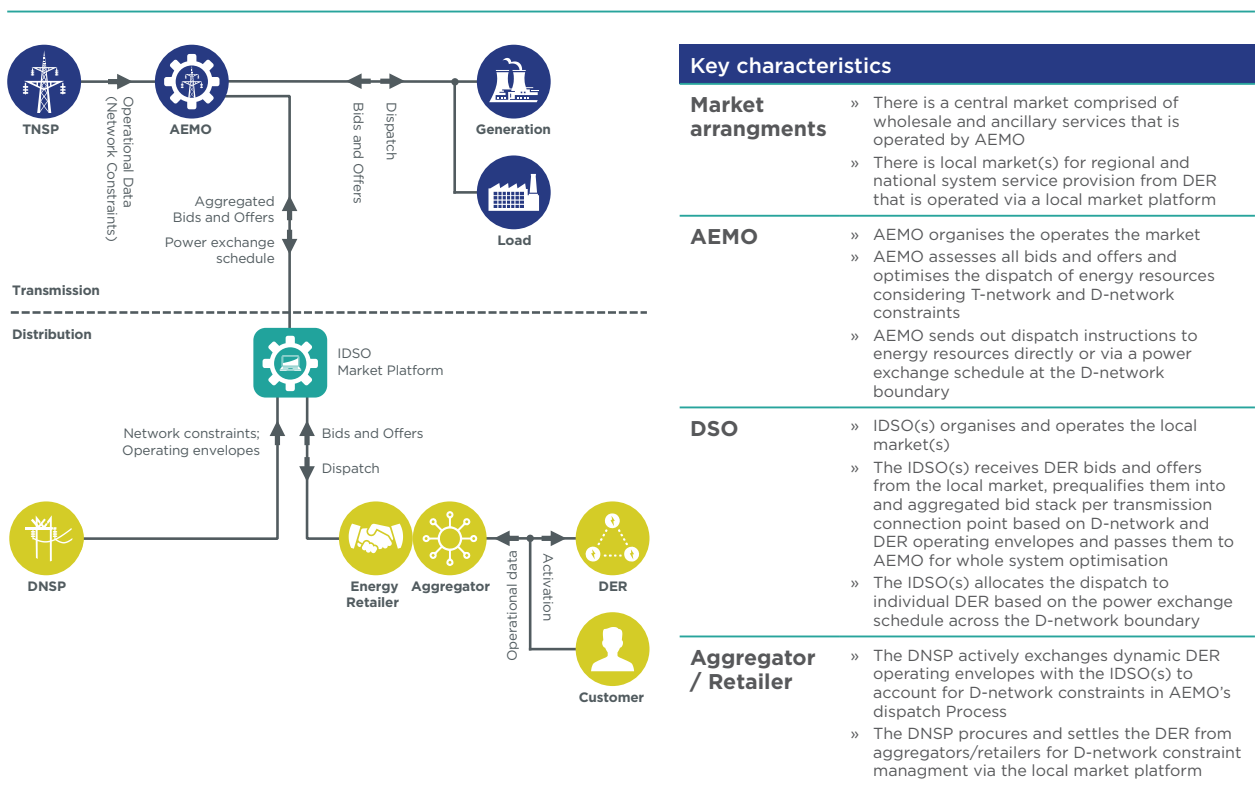 TNSP
Operational Data
(Network Constraints)
AEMO
Bids and Offers
Dispatch
Generation
Load
Aggregated
Bids and Offers
Power exchange
schedule
Transmission
Distribution
IDSO
Market Platform
Network constraints;
Operating envelopes
Bids and Offers
Dispatch
DNSP
Energy
Retailer
Aggregator
Operational data
Activation
DER
Customer
Key characteristics
Market
arrangments
» There is a central market comprised of
wholesale and ancillary services that is
operated by AEMO
» There is local market(s) for regional and
national system service provision from DER
that is operated via a local market platform
AEMO
» AEMO organises the operates the market
» AEMO assesses all bids and offers and
optimises the dispatch of energy resources
considering T-network and D-network
constraints
» AEMO sends out dispatch instructions to
energy resources directly or via a power
exchange schedule at the D-network
boundary
DSO
» IDSO(s) organises and operates the local
market(s)
» The IDSO(s) receives DER bids and offers
from the local market, prequalifies them into
and aggregated bid stack per transmission
connection point based on D-network and
DER operating envelopes and passes them to
AEMO for whole system optimisation
» The IDSO(s) allocates the dispatch to
individual DER based on the power exchange
schedule across the D-network boundary
Aggregator
/ Retailer
» The DNSP actively exchanges dynamic DER
operating envelopes with the IDSO(s) to
account for D-network constraints in AEMO's
dispatch Process
» The DNSP procures and settles the DER from
aggregators/retailers for D-network constraint
managment via the local market platform